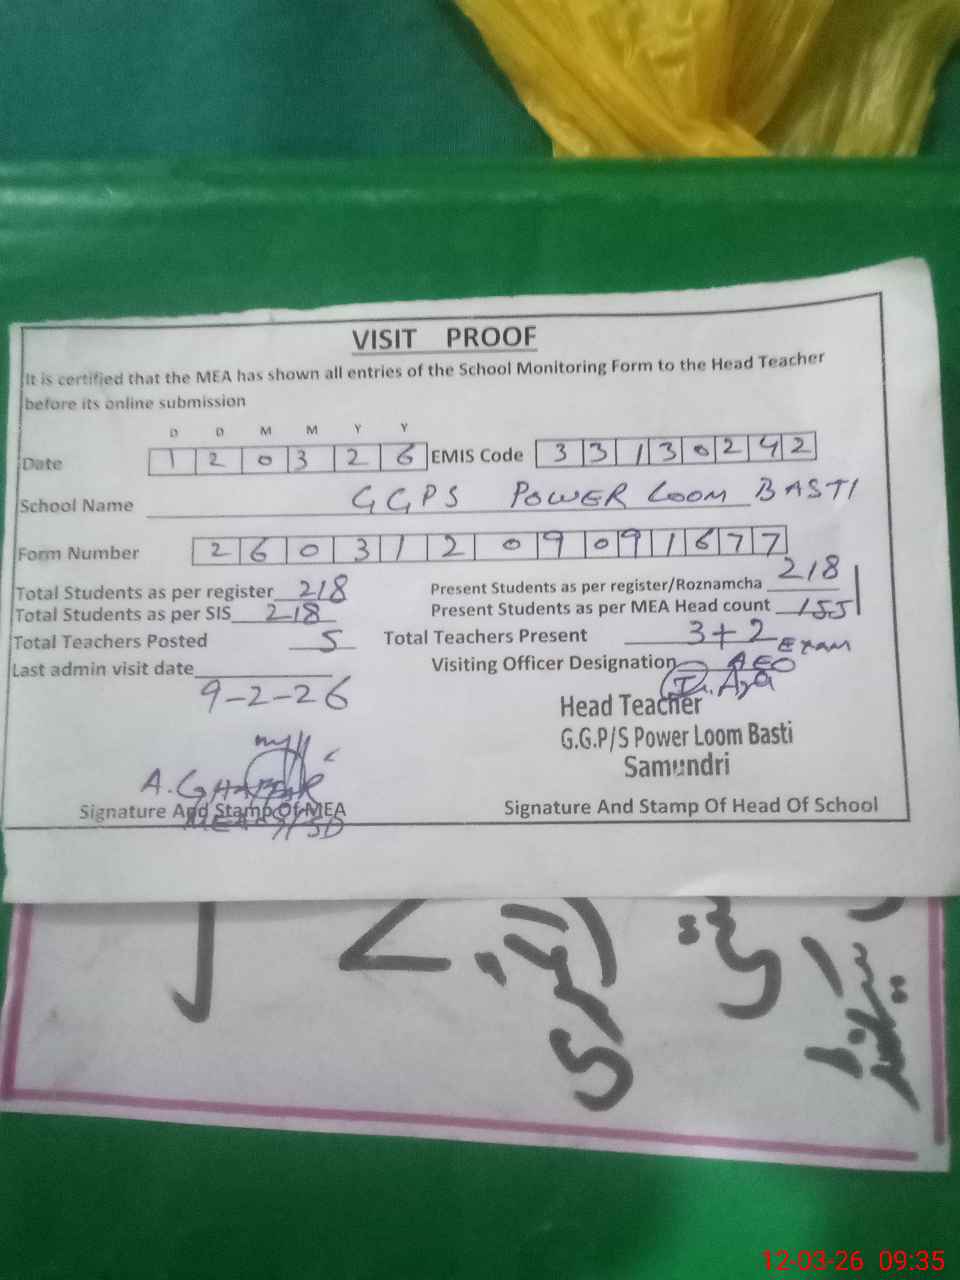 VISIT PROOF
It is certified that the MEA has shown all entries of the School Monitoring Form to the Head Teacher
before its online submission
D D M M Y Y
Date 1 2 0 3 2 6 EMIS Code 3 3 1 3 0 2 4 2
School Name GGPS POWER LOOM BASTI
Form Number 2 6 0 3 1 2 0 9 0 9 1 6 7 7
Total Students as per register 218 Present Students as per register/Roznamcha 218
Total Students as per SIS 218 Present Students as per MEA Head count 155
Total Teachers Posted 5 Total Teachers Present 3+2 Exam
Last admin visit date 9-2-26 Visiting Officer Designation AEO
Head Teacher
G.G.P/S Power Loom Basti
Samundri
A. GHAFFAR
Signature And Stamp Of MEA Signature And Stamp Of Head Of School
12-03-26 09:35